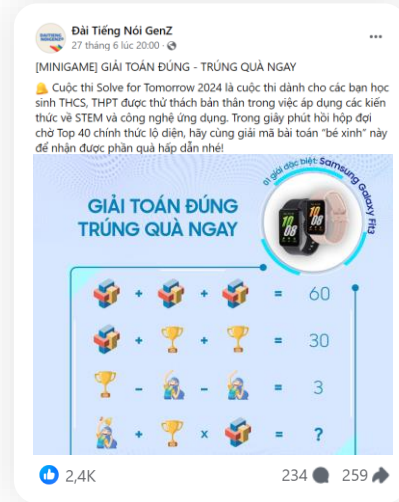 Đài Tiếng Nói GenZ
27 tháng 6 lúc 20:00
[MINIGAME] GIẢI TOÁN ĐÚNG - TRÚNG QUÀ NGAY
Cuộc thi Solve for Tomorrow 2024 là cuộc thi dành cho các bạn học
sinh THCS, THPT được thử thách bản thân trong việc áp dụng các kiến
thức về STEM và công nghệ ứng dụng. Trong giây phút hồi hộp đợi
chờ Top 40 chính thức lộ diện, hãy cùng giải mã bài toán “bé xinh” này
để nhận được phần quà hấp dẫn nhé!
01 giải đặc biệt: Samsung Galaxy Fit3
GIẢI TOÁN ĐÚNG
TRÚNG QUÀ NGAY
+ + = 60
+ + = 30
- - = 3
+ x = ?
2,4K 234 259